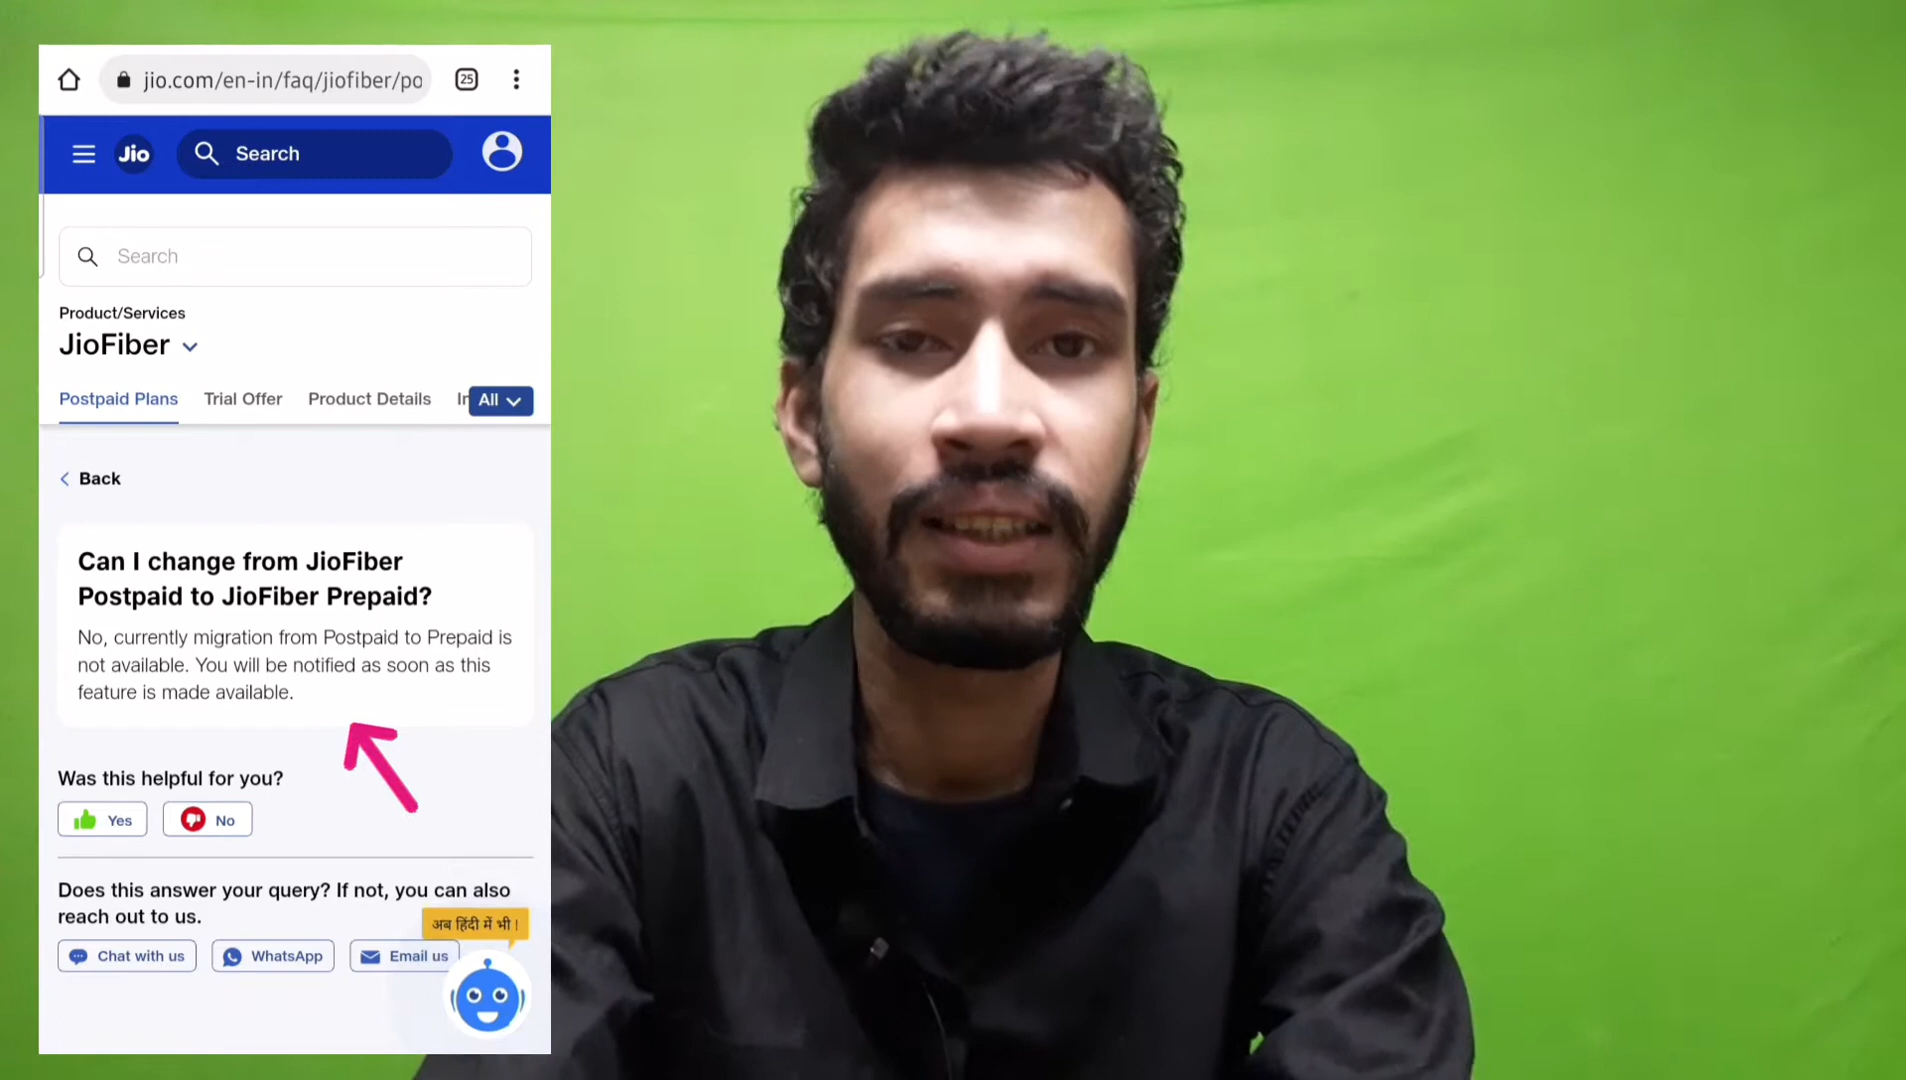 jio.com/en-in/faq/jiofiber/po
25
Jio
Search
Search
Product/Services
JioFiber
Postpaid Plans Trial Offer Product Details In All
Back
Can I change from JioFiber
Postpaid to JioFiber Prepaid?
No, currently migration from Postpaid to Prepaid is
not available. You will be notified as soon as this
feature is made available.
Was this helpful for you?
Yes No
Does this answer your query? If not, you can also
reach out to us.
अब हिंदी में भी !
Chat with us WhatsApp Email us